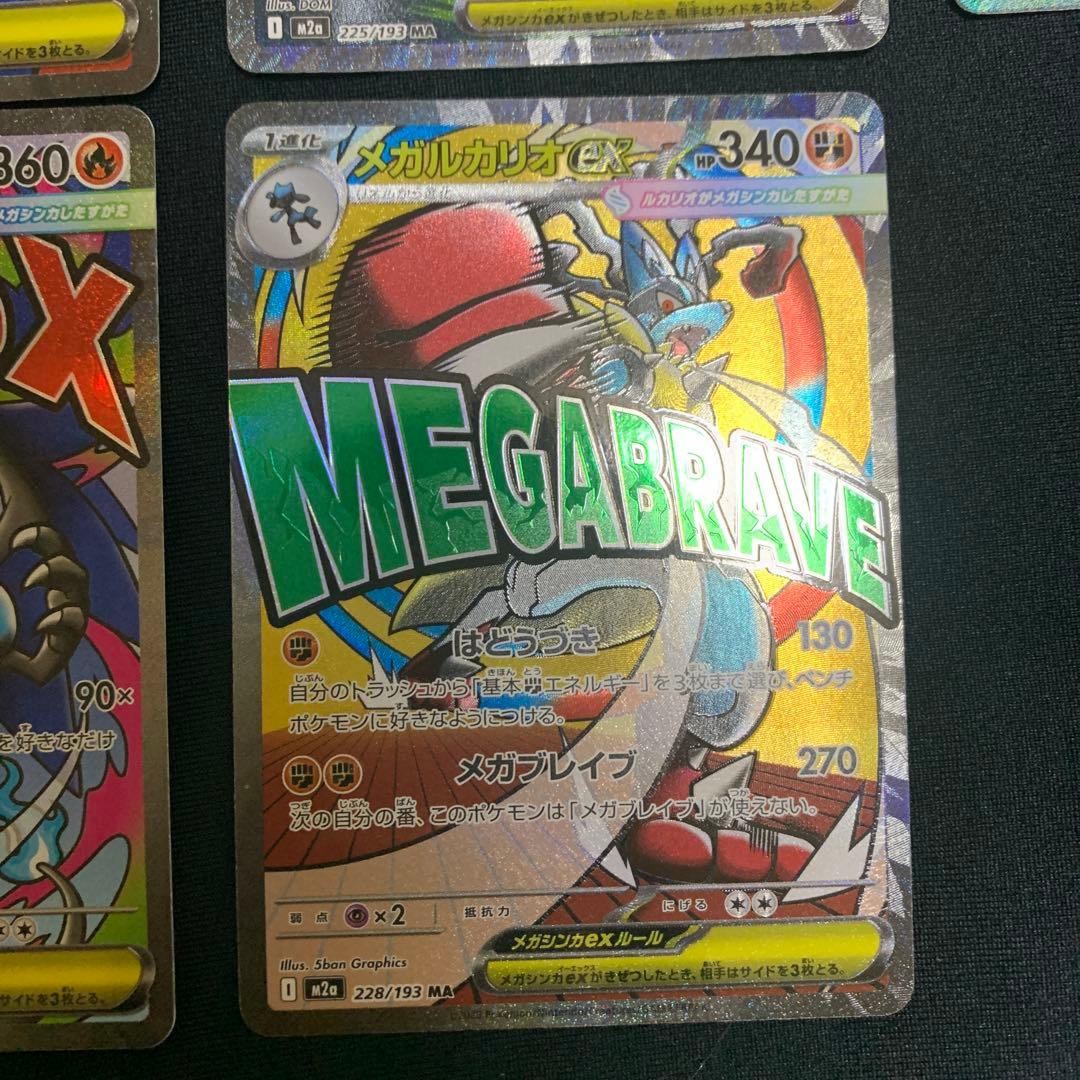 Illus. DOM
I m2a 225/193 MA
メガシンカexがきぜつしたとき、相手はサイドを3枚とる。
サイドを3枚とる。
360
メガシンカしたすがた
X
90×
を好きなだけ
サイドを3枚とる。
1進化
メガルカリオex
HP340
ルカリオがメガシンカしたすがた
MEGABRAVE
はどうづき 130
自分のトラッシュから「基本エネルギー」を3枚まで選び、ベンチ
ポケモンに好きなようにつける。
メガブレイブ 270
次の自分の番、このポケモンは「メガブレイブ」が使えない。
弱点 ×2 抵抗力 にげる
メガシンカexルール
メガシンカexがきぜつしたとき、相手はサイドを3枚とる。
Illus. 5ban Graphics
I m2a 228/193 MA